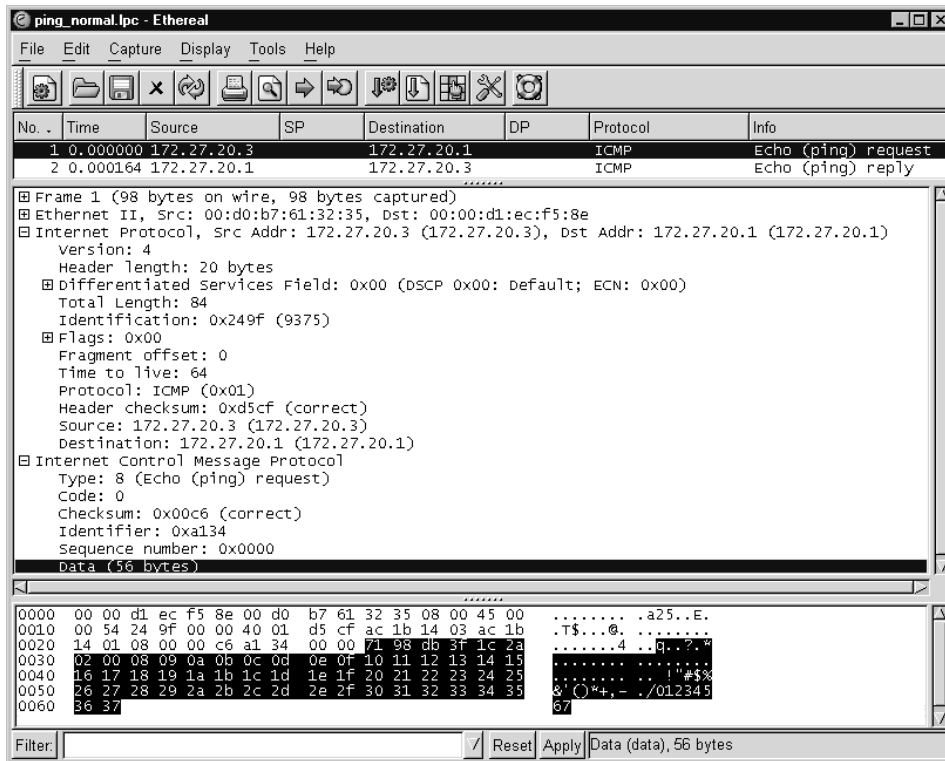 ping_normal.lpc - Ethereal
File Edit Capture Display Tools Help
No. . Time Source SP Destination DP Protocol Info
1 0.000000 172.27.20.3 172.27.20.1 ICMP Echo (ping) request
2 0.000164 172.27.20.1 172.27.20.3 ICMP Echo (ping) reply
Frame 1 (98 bytes on wire, 98 bytes captured)
Ethernet II, Src: 00:d0:b7:61:32:35, Dst: 00:00:d1:ec:f5:8e
Internet Protocol, Src Addr: 172.27.20.3 (172.27.20.3), Dst Addr: 172.27.20.1 (172.27.20.1)
Version: 4
Header length: 20 bytes
Differentiated Services Field: 0x00 (DSCP 0x00: Default; ECN: 0x00)
Total Length: 84
Identification: 0x249f (9375)
Flags: 0x00
Fragment offset: 0
Time to live: 64
Protocol: ICMP (0x01)
Header checksum: 0xd5cf (correct)
Source: 172.27.20.3 (172.27.20.3)
Destination: 172.27.20.1 (172.27.20.1)
Internet Control Message Protocol
Type: 8 (Echo (ping) request)
Code: 0
Checksum: 0x00c6 (correct)
Identifier: 0xa134
Sequence number: 0x0000
Data (56 bytes)
0000 00 00 d1 ec f5 8e 00 d0 b7 61 32 35 08 00 45 00 ........ .a25..E.
0010 00 54 24 9f 00 00 40 01 d5 cf ac 1b 14 03 ac 1b .T$...@. ........
0020 14 01 08 00 00 c6 a1 34 00 00 71 98 db 3f 1c 2a .......4 ..q..?.*
0030 02 00 08 09 0a 0b 0c 0d 0e 0f 10 11 12 13 14 15 ........ ........
0040 16 17 18 19 1a 1b 1c 1d 1e 1f 20 21 22 23 24 25 ........ .. !"#$%
0050 26 27 28 29 2a 2b 2c 2d 2e 2f 30 31 32 33 34 35 &'()*+,- ./012345
0060 36 37 67
Filter: Reset Apply Data (data), 56 bytes